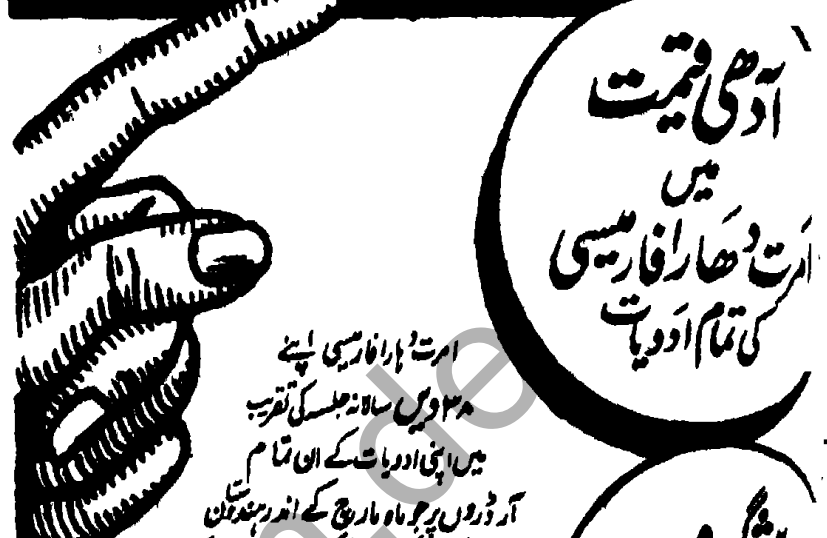 آدھی قیمت
میں
امرت دھارا فارمیسی
کی تمام ادویات
امرت دہارا فارمیسی اپنے
۳۸ ویں سالانہ جلسہ کی تقریب
میں اپنی ادویات کے ان تمام
آرڈروں پر جو ماہ مارچ کے اندر ہندوستان